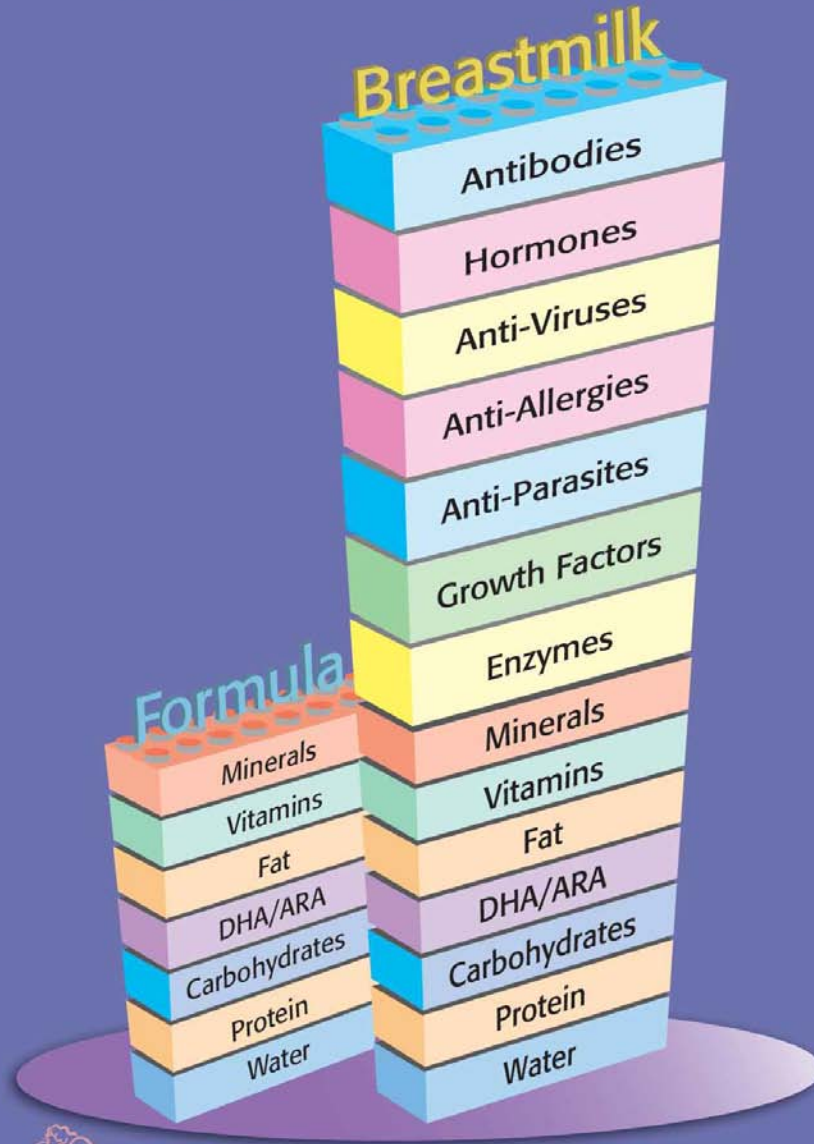 Breastmilk
Antibodies
Hormones
Anti-Viruses
Anti-Allergies
Anti-Parasites
Growth Factors
Enzymes
Minerals
Vitamins
Fat
DHA/ARA
Carbohydrates
Protein
Water
Formula
Minerals
Vitamins
Fat
DHA/ARA
Carbohydrates
Protein
Water